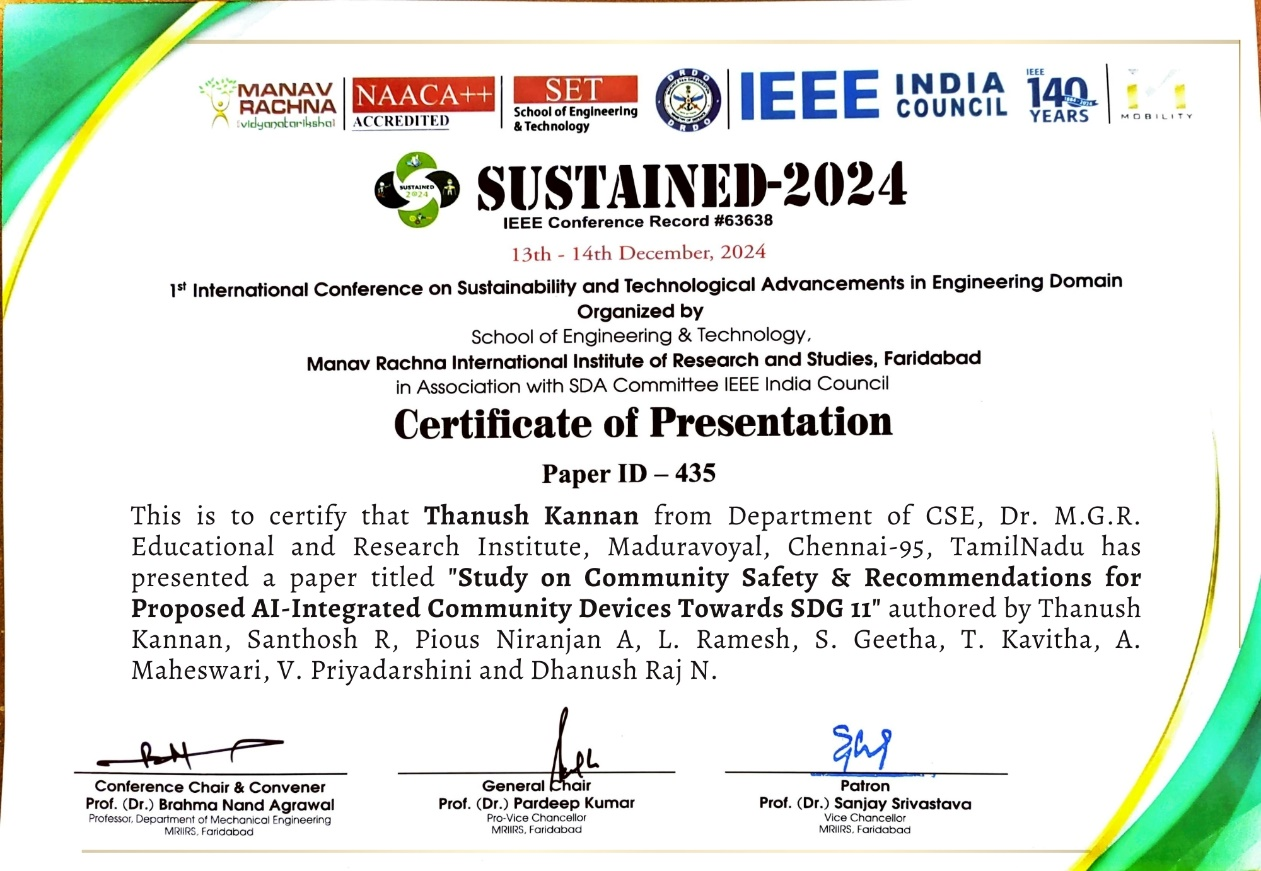 MANAV RACHNA vidyanatariksha
NAACA++ ACCREDITED
SET School of Engineering & Technology
DRDO
IEEE INDIA COUNCIL
IEEE 140 YEARS
MOBILITY
SUSTAINED 2024
SUSTAINED-2024
IEEE Conference Record #63638
13th - 14th December, 2024
1st International Conference on Sustainability and Technological Advancements in Engineering Domain
Organized by
School of Engineering & Technology,
Manav Rachna International Institute of Research and Studies, Faridabad
in Association with SDA Committee IEEE India Council
Certificate of Presentation
Paper ID – 435
This is to certify that Thanush Kannan from Department of CSE, Dr. M.G.R.
Educational and Research Institute, Maduravoyal, Chennai-95, TamilNadu has
presented a paper titled "Study on Community Safety & Recommendations for
Proposed AI-Integrated Community Devices Towards SDG 11" authored by Thanush
Kannan, Santhosh R, Pious Niranjan A, L. Ramesh, S. Geetha, T. Kavitha, A.
Maheswari, V. Priyadarshini and Dhanush Raj N.
Conference Chair & Convener
Prof. (Dr.) Brahma Nand Agrawal
Professor, Department of Mechanical Engineering
MRIIRS, Faridabad
General Chair
Prof. (Dr.) Pardeep Kumar
Pro-Vice Chancellor
MRIIRS, Faridabad
Patron
Prof. (Dr.) Sanjay Srivastava
Vice Chancellor
MRIIRS, Faridabad